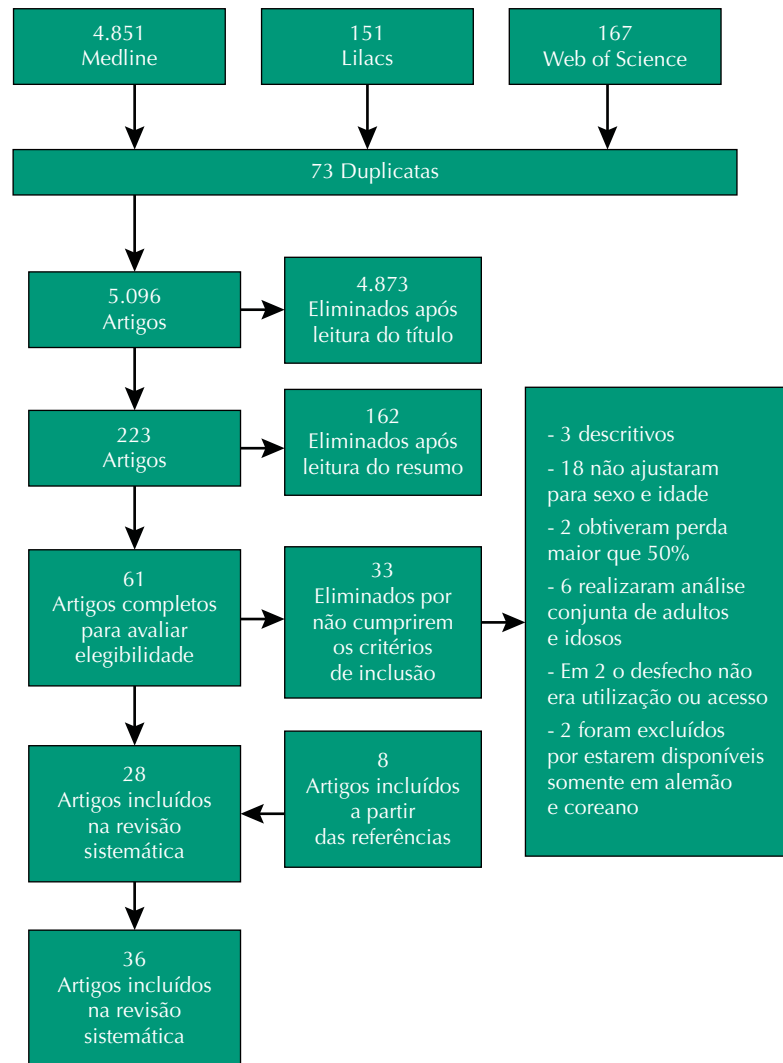 4.851
Medline
151
Lilacs
167
Web of Science
73 Duplicatas
5.096
Artigos
4.873
Eliminados após
leitura do título
223
Artigos
162
Eliminados após
leitura do resumo
61
Artigos completos
para avaliar
elegibilidade
33
Eliminados por
não cumprirem
os critérios
de inclusão
- 3 descritivos
- 18 não ajustaram
para sexo e idade
- 2 obtiveram perda
maior que 50%
- 6 realizaram análise
conjunta de adultos
e idosos
- Em 2 o desfecho não
era utilização ou acesso
- 2 foram excluídos
por estarem disponíveis
somente em alemão
e coreano
28
Artigos incluídos
na revisão
sistemática
8
Artigos incluídos
a partir
das referências
36
Artigos incluídos
na revisão
sistemática